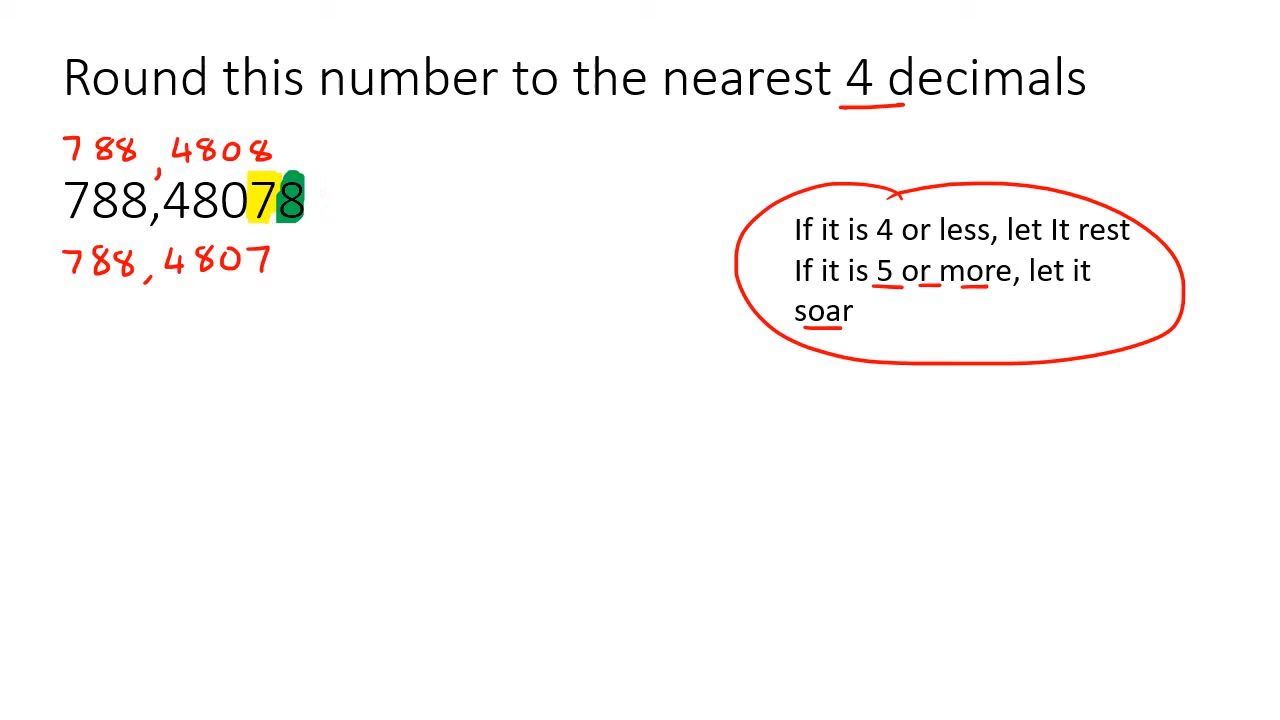 Round this number to the nearest 4 decimals
788,4808
788,48078
788,4807
If it is 4 or less, let It rest
If it is 5 or more, let it
soar